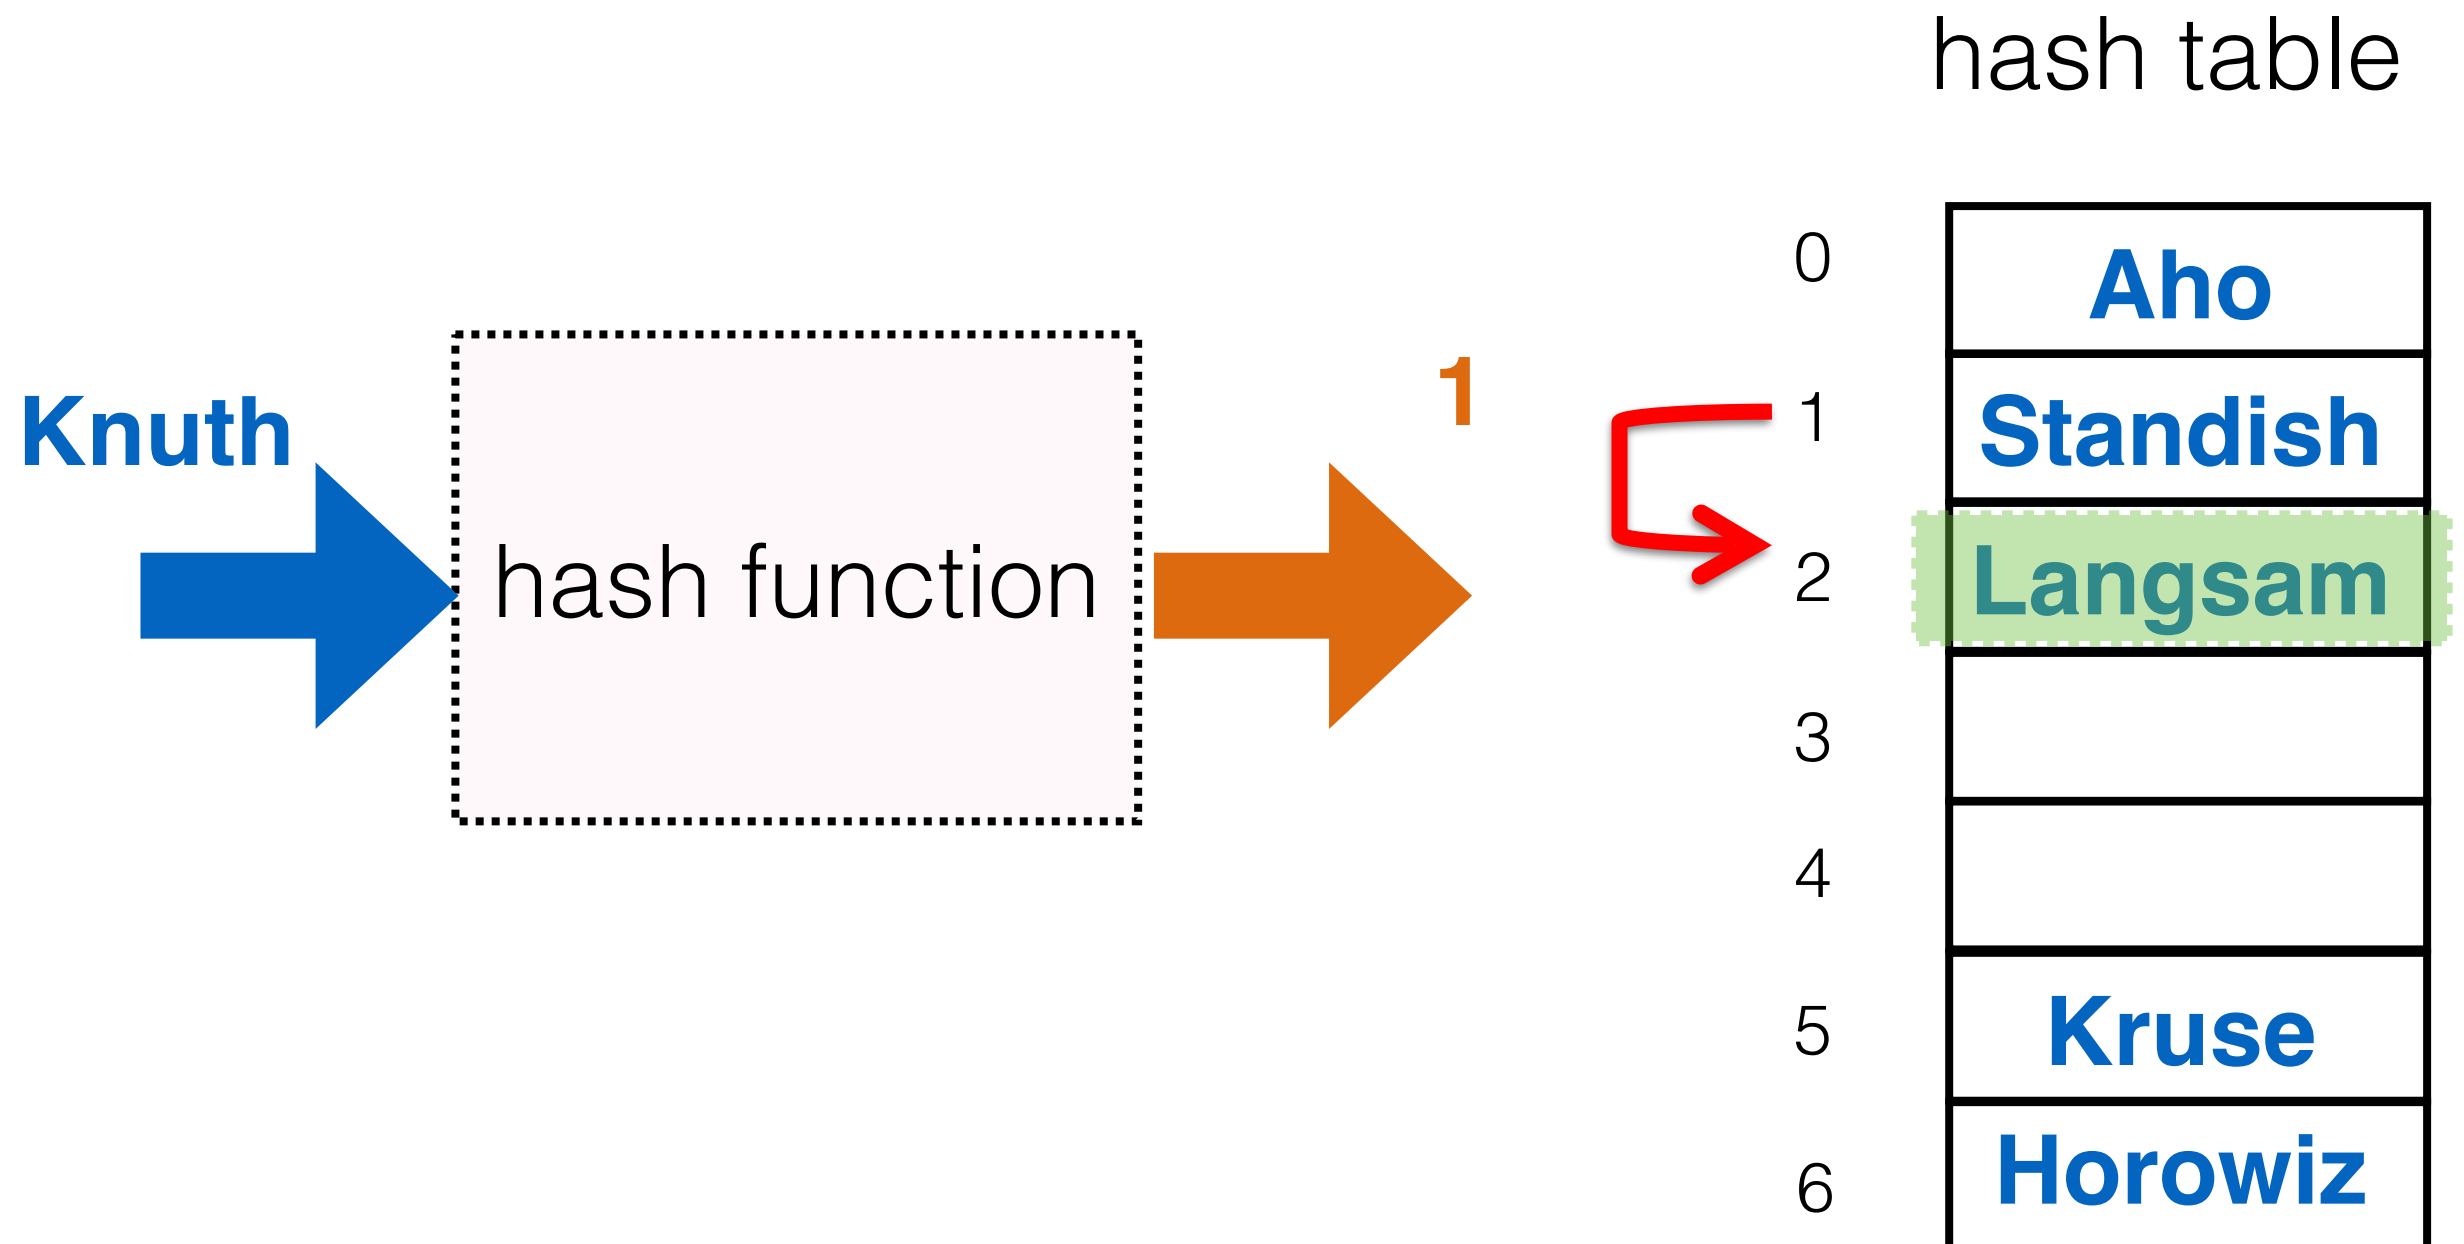 hash table
0 Aho
Knuth
1
1 Standish
hash function
2 Langsam
3
4
5 Kruse
6 Horowiz